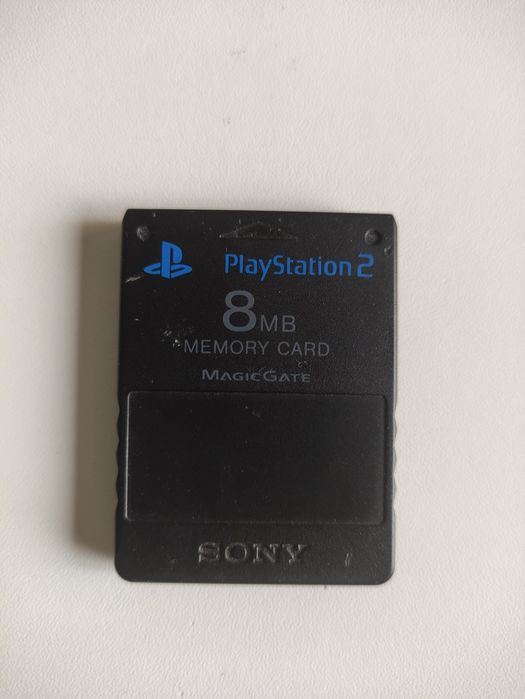 PlayStation 2
8MB
MEMORY CARD
MAGICGATE
SONY